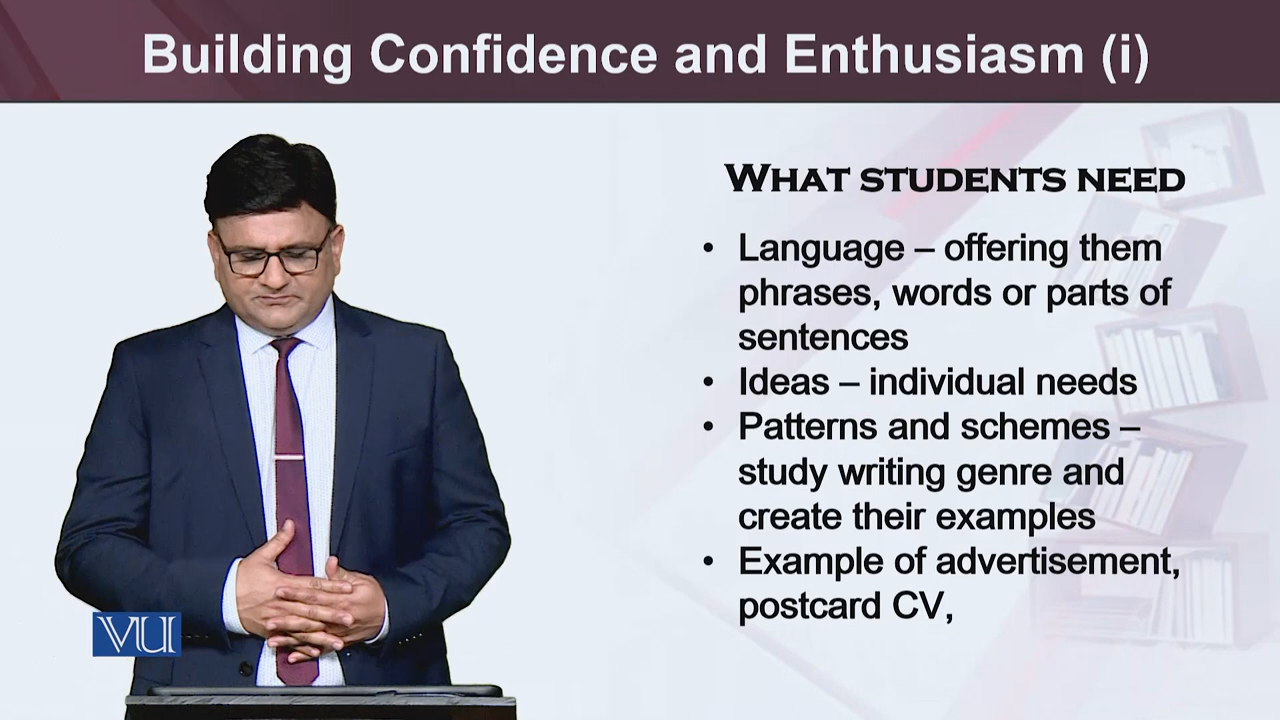 Building Confidence and Enthusiasm (i)
WHAT STUDENTS NEED
• Language – offering them
phrases, words or parts of
sentences
• Ideas – individual needs
• Patterns and schemes –
study writing genre and
create their examples
• Example of advertisement,
postcard CV,
VU